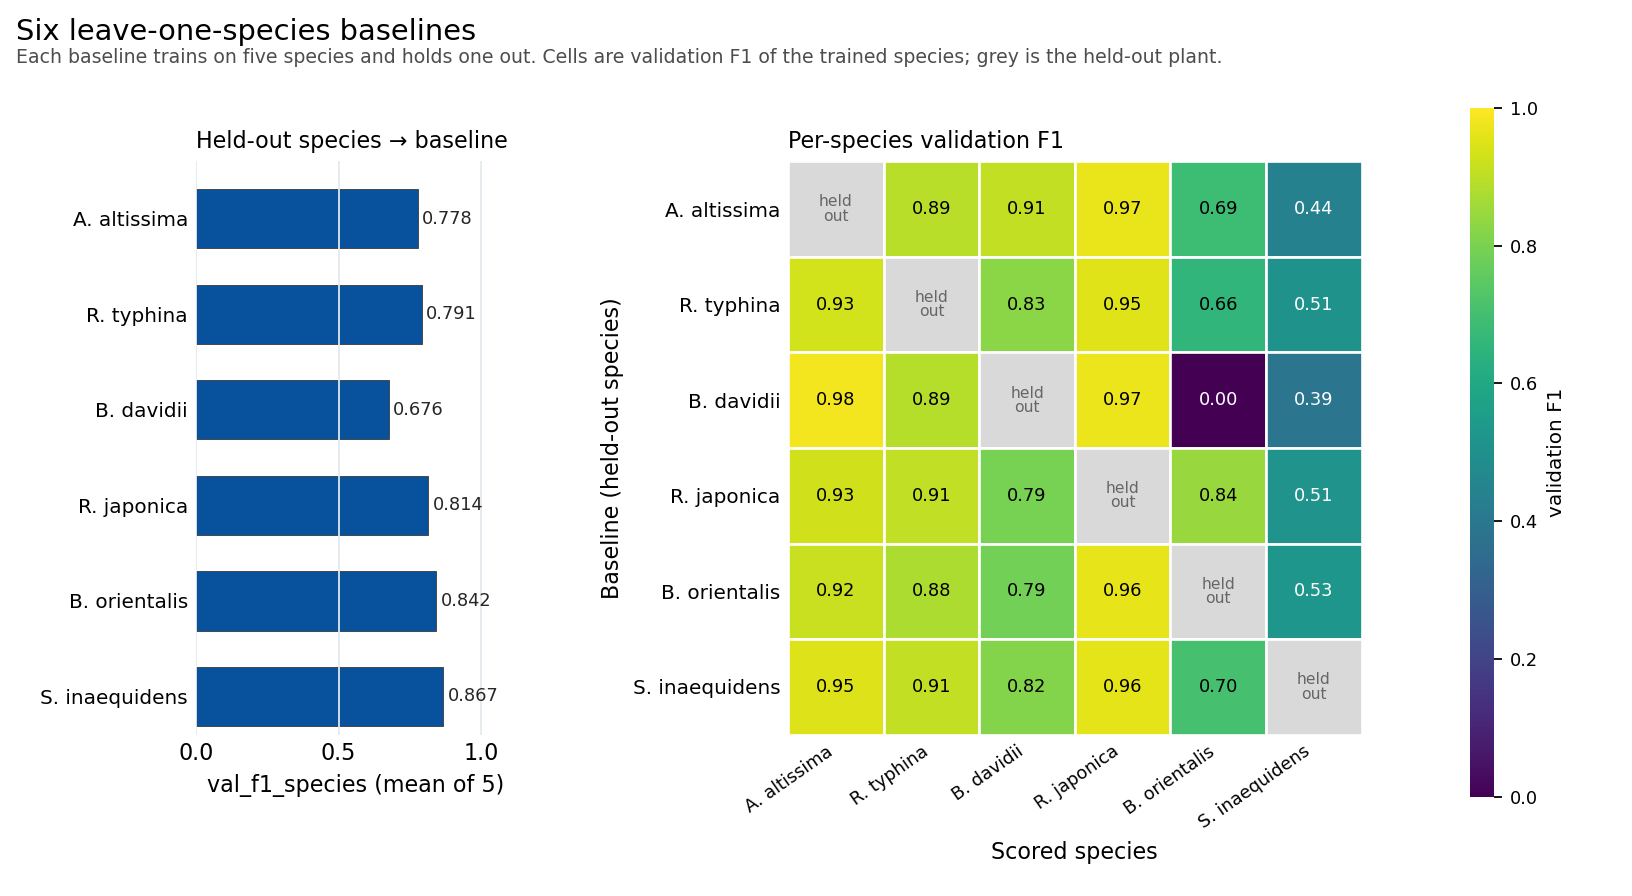 Six leave-one-species baselines
Each baseline trains on five species and holds one out. Cells are validation F1 of the trained species; grey is the held-out plant.
Held-out species → baseline
A. altissima 0.778
R. typhina 0.791
B. davidii 0.676
R. japonica 0.814
B. orientalis 0.842
S. inaequidens 0.867
0.0 0.5 1.0
val_f1_species (mean of 5)
Per-species validation F1
Baseline (held-out species)
A. altissima held out 0.89 0.91 0.97 0.69 0.44
R. typhina 0.93 held out 0.83 0.95 0.66 0.51
B. davidii 0.98 0.89 held out 0.97 0.00 0.39
R. japonica 0.93 0.91 0.79 held out 0.84 0.51
B. orientalis 0.92 0.88 0.79 0.96 held out 0.53
S. inaequidens 0.95 0.91 0.82 0.96 0.70 held out
A. altissima R. typhina B. davidii R. japonica B. orientalis S. inaequidens
Scored species
1.0
0.8
0.6
0.4
0.2
0.0
validation F1